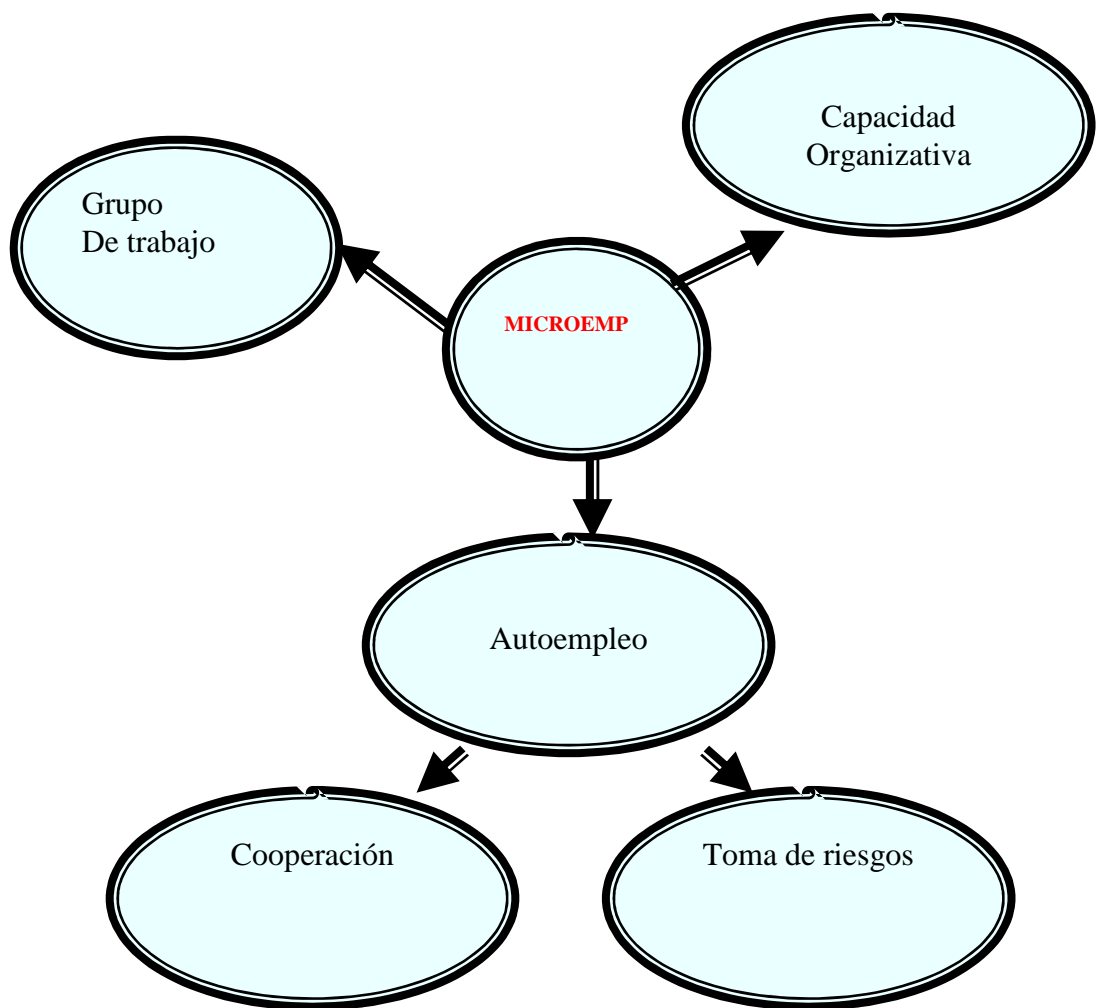 Capacidad
Organizativa
Grupo
De trabajo
MICROEMP
Autoempleo
Cooperación
Toma de riesgos